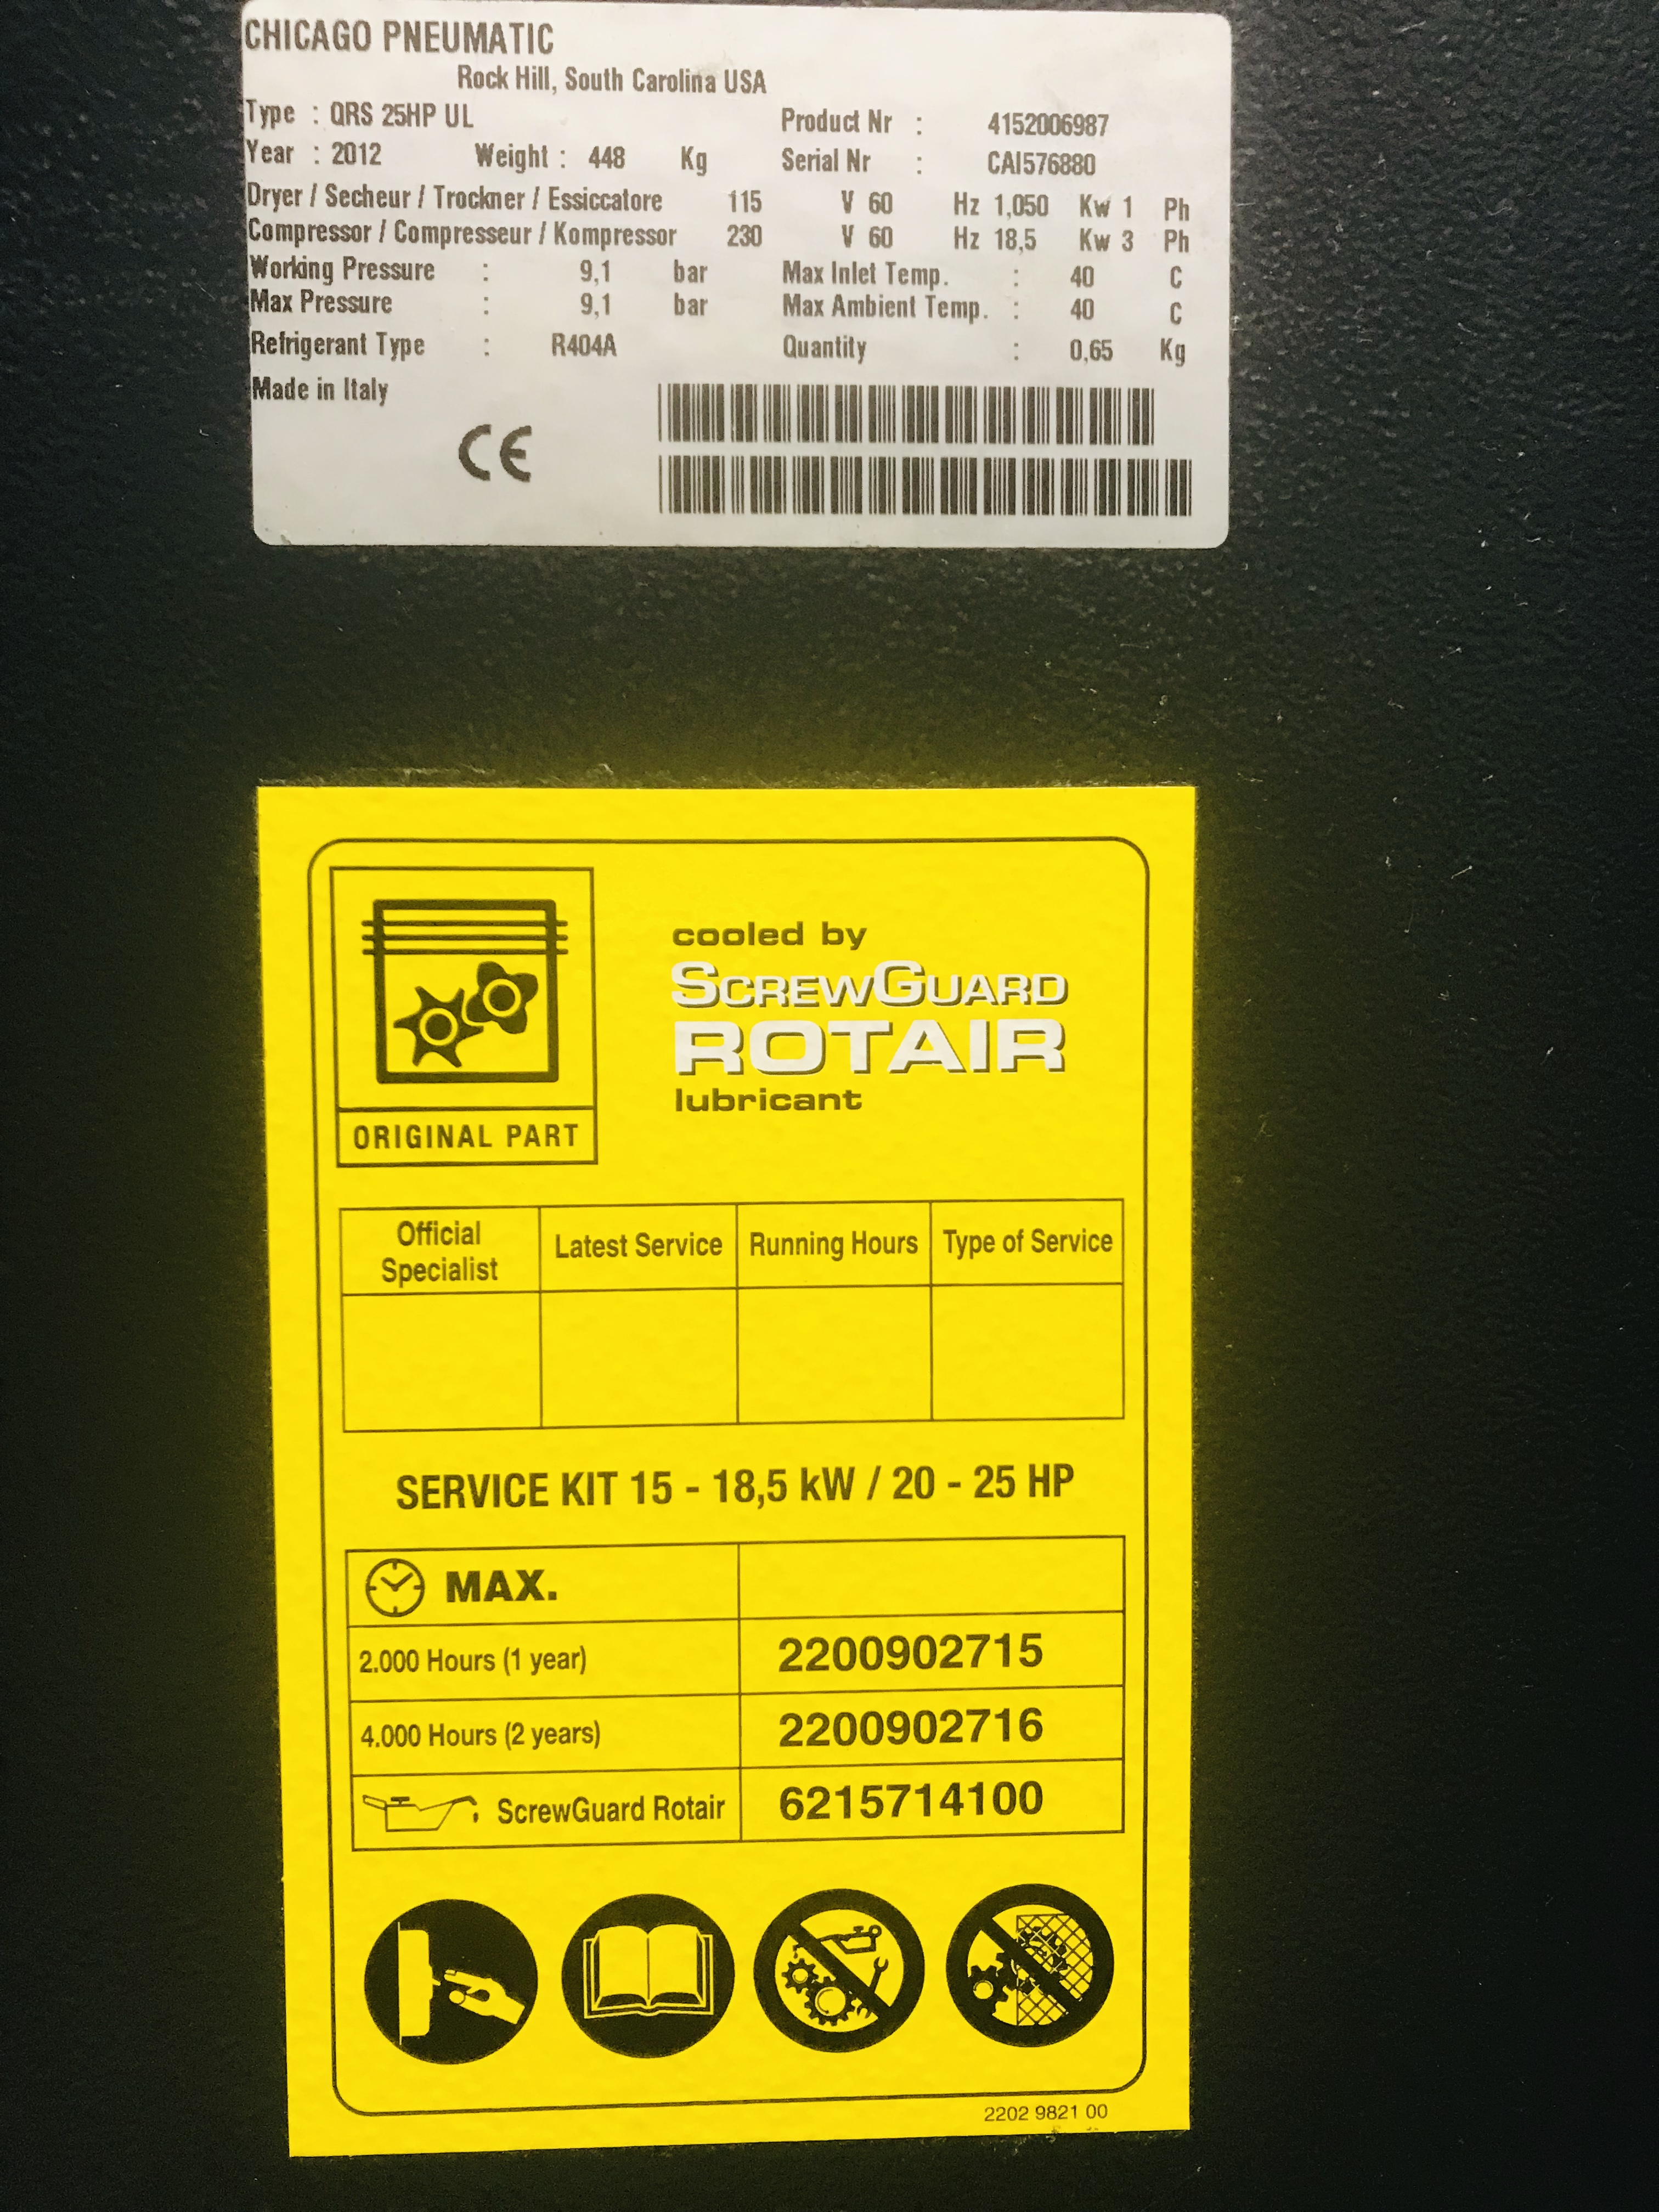 CHICAGO PNEUMATIC
Rock Hill, South Carolina USA
Type : QRS 25HP UL Product Nr : 4152006987
Year : 2012 Weight : 448 Kg Serial Nr : CAI576880
Dryer / Secheur / Trockner / Essiccatore 115 V 60 Hz 1,050 Kw 1 Ph
Compressor / Compresseur / Kompressor 230 V 60 Hz 18,5 Kw 3 Ph
Working Pressure : 9,1 bar Max Inlet Temp. : 40 C
Max Pressure : 9,1 bar Max Ambient Temp. : 40 C
Refrigerant Type : R404A Quantity : 0,65 Kg
Made in Italy
CE
cooled by
SCREWGUARD
ROTAIR
lubricant
ORIGINAL PART
Official Specialist Latest Service Running Hours Type of Service
SERVICE KIT 15 - 18,5 kW / 20 - 25 HP
MAX.
2.000 Hours (1 year) 2200902715
4.000 Hours (2 years) 2200902716
ScrewGuard Rotair 6215714100
2202 9821 00